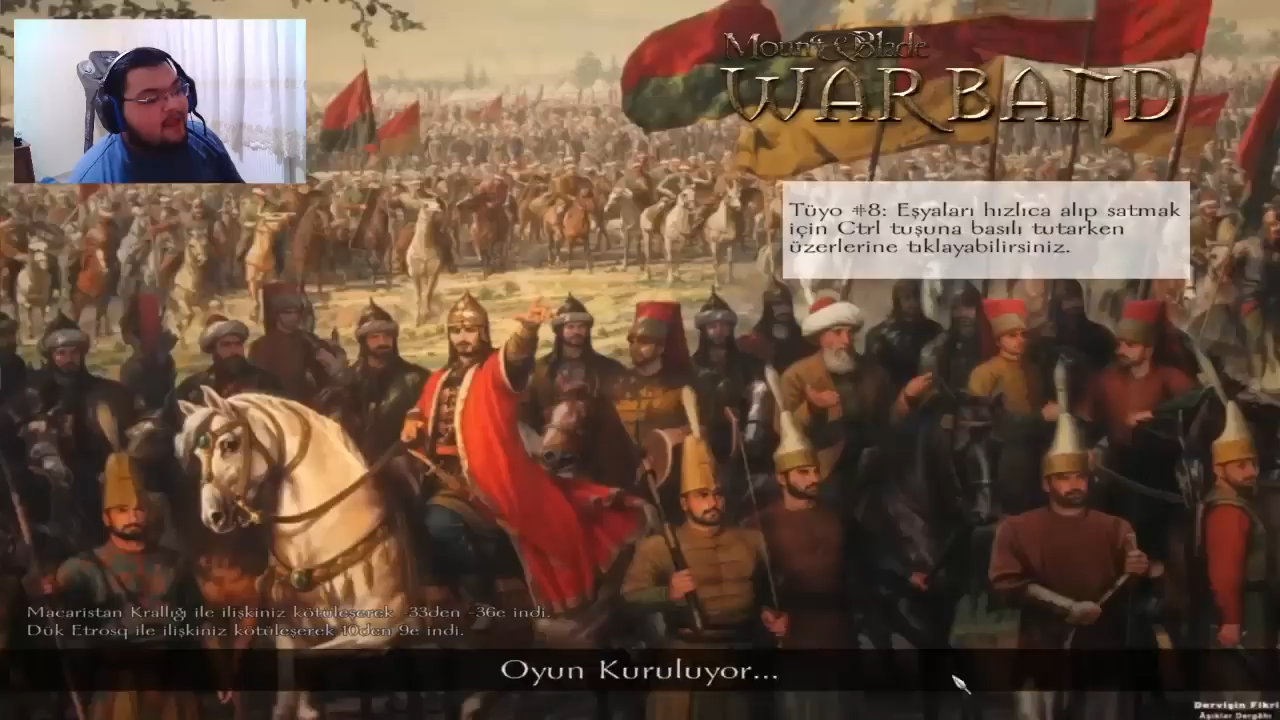 Mount & Blade
WARBAND
Tüyo #8: Eşyaları hızlıca alıp satmak
için Ctrl tuşuna basılı tutarken
üzerlerine tıklayabilirsiniz.
Macaristan Krallığı ile ilişkiniz kötüleşerek -33den -36e indi.
Dük Etrosq ile ilişkiniz kötüleşerek 10den 9e indi.
Oyun Kuruluyor...
Dervişin Fikri
Aşıklar Dergâhı